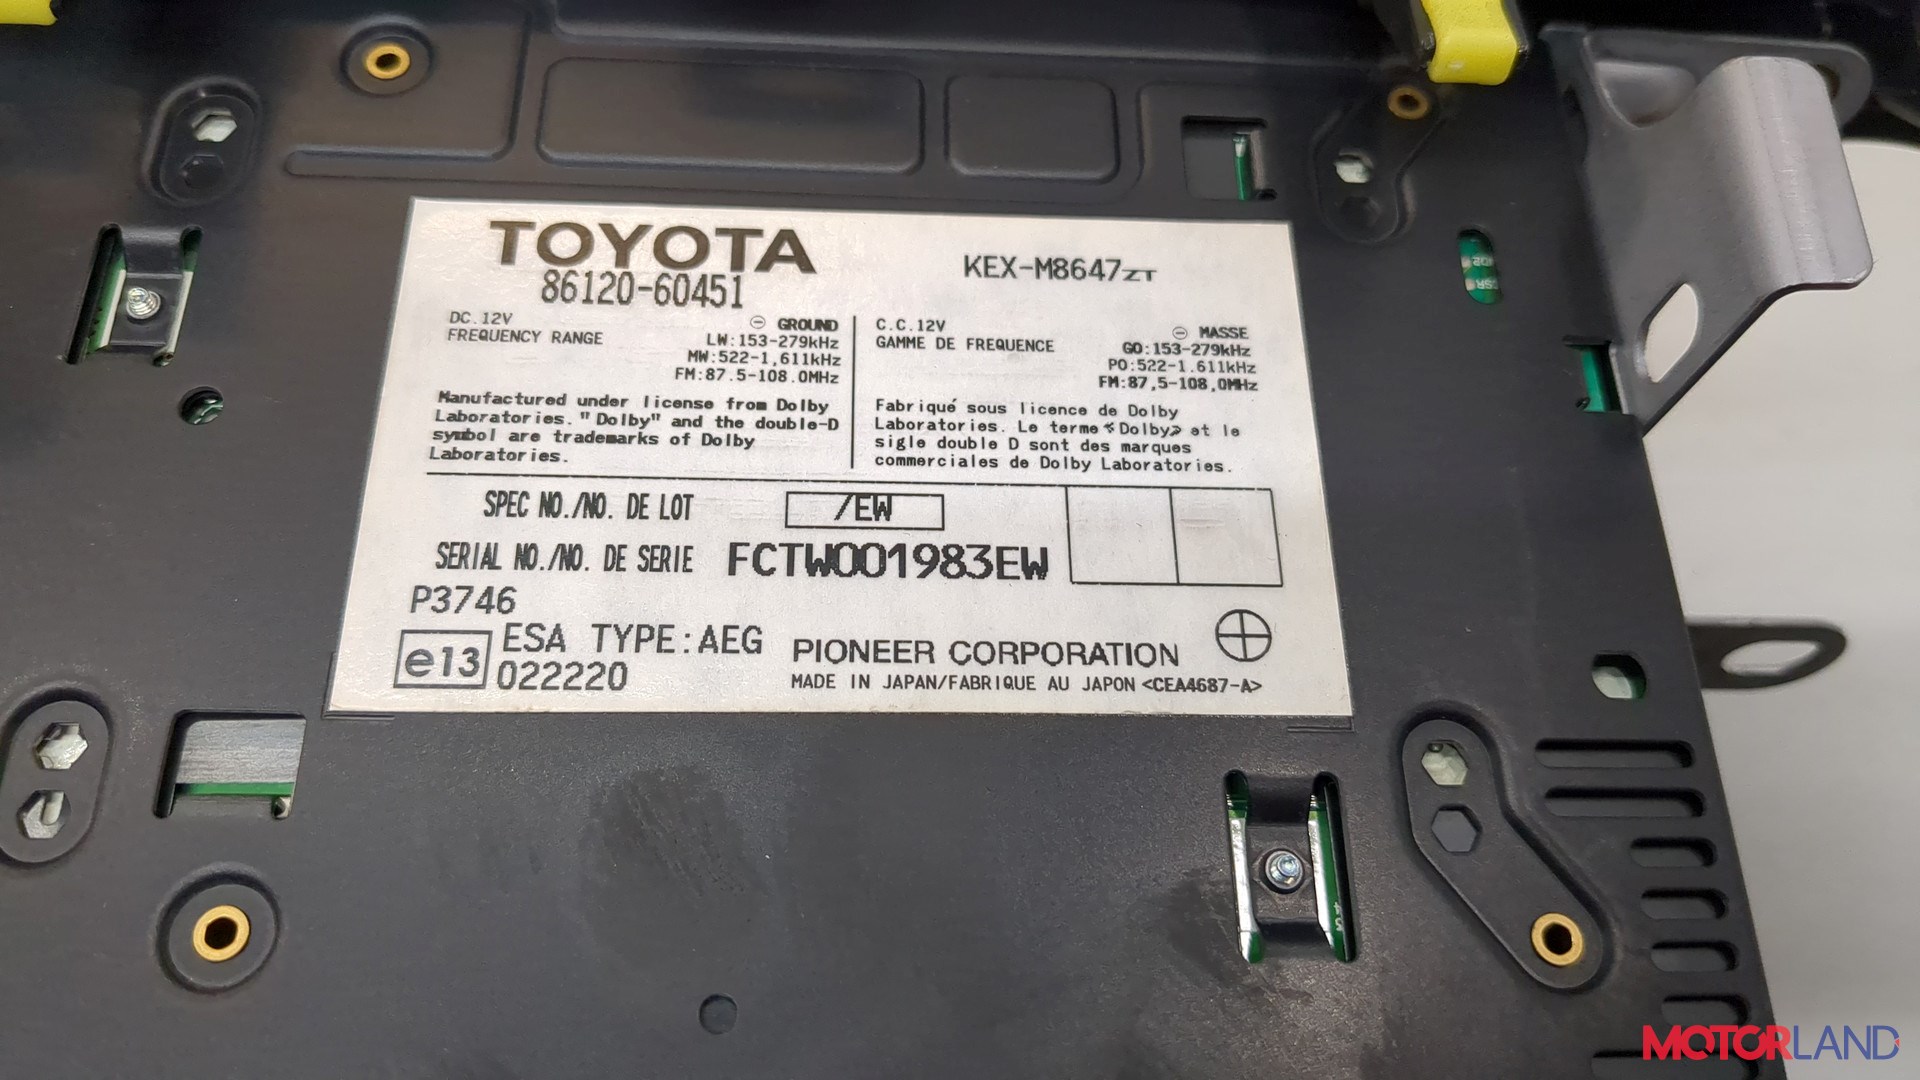 TOYOTA
86120-60451
KEX-M8647ZT
DC.12V ⊖ GROUND
FREQUENCY RANGE LW:153-279kHz
MW:522-1,611kHz
FM:87.5-108.0MHz
Manufactured under license from Dolby
Laboratories. "Dolby" and the double-D
symbol are trademarks of Dolby
Laboratories.
C.C.12V ⊖ MASSE
GAMME DE FREQUENCE GO:153-279kHz
PO:522-1.611kHz
FM:87,5-108,0MHz
Fabriqué sous licence de Dolby
Laboratories. Le terme «Dolby» et le
sigle double D sont des marques
commerciales de Dolby Laboratories.
SPEC NO./NO. DE LOT /EW
SERIAL NO./NO. DE SERIE FCTW001983EW
P3746
e13 ESA TYPE:AEG
022220
PIONEER CORPORATION
MADE IN JAPAN/FABRIQUE AU JAPON <CEA4687-A>
MOTORLAND